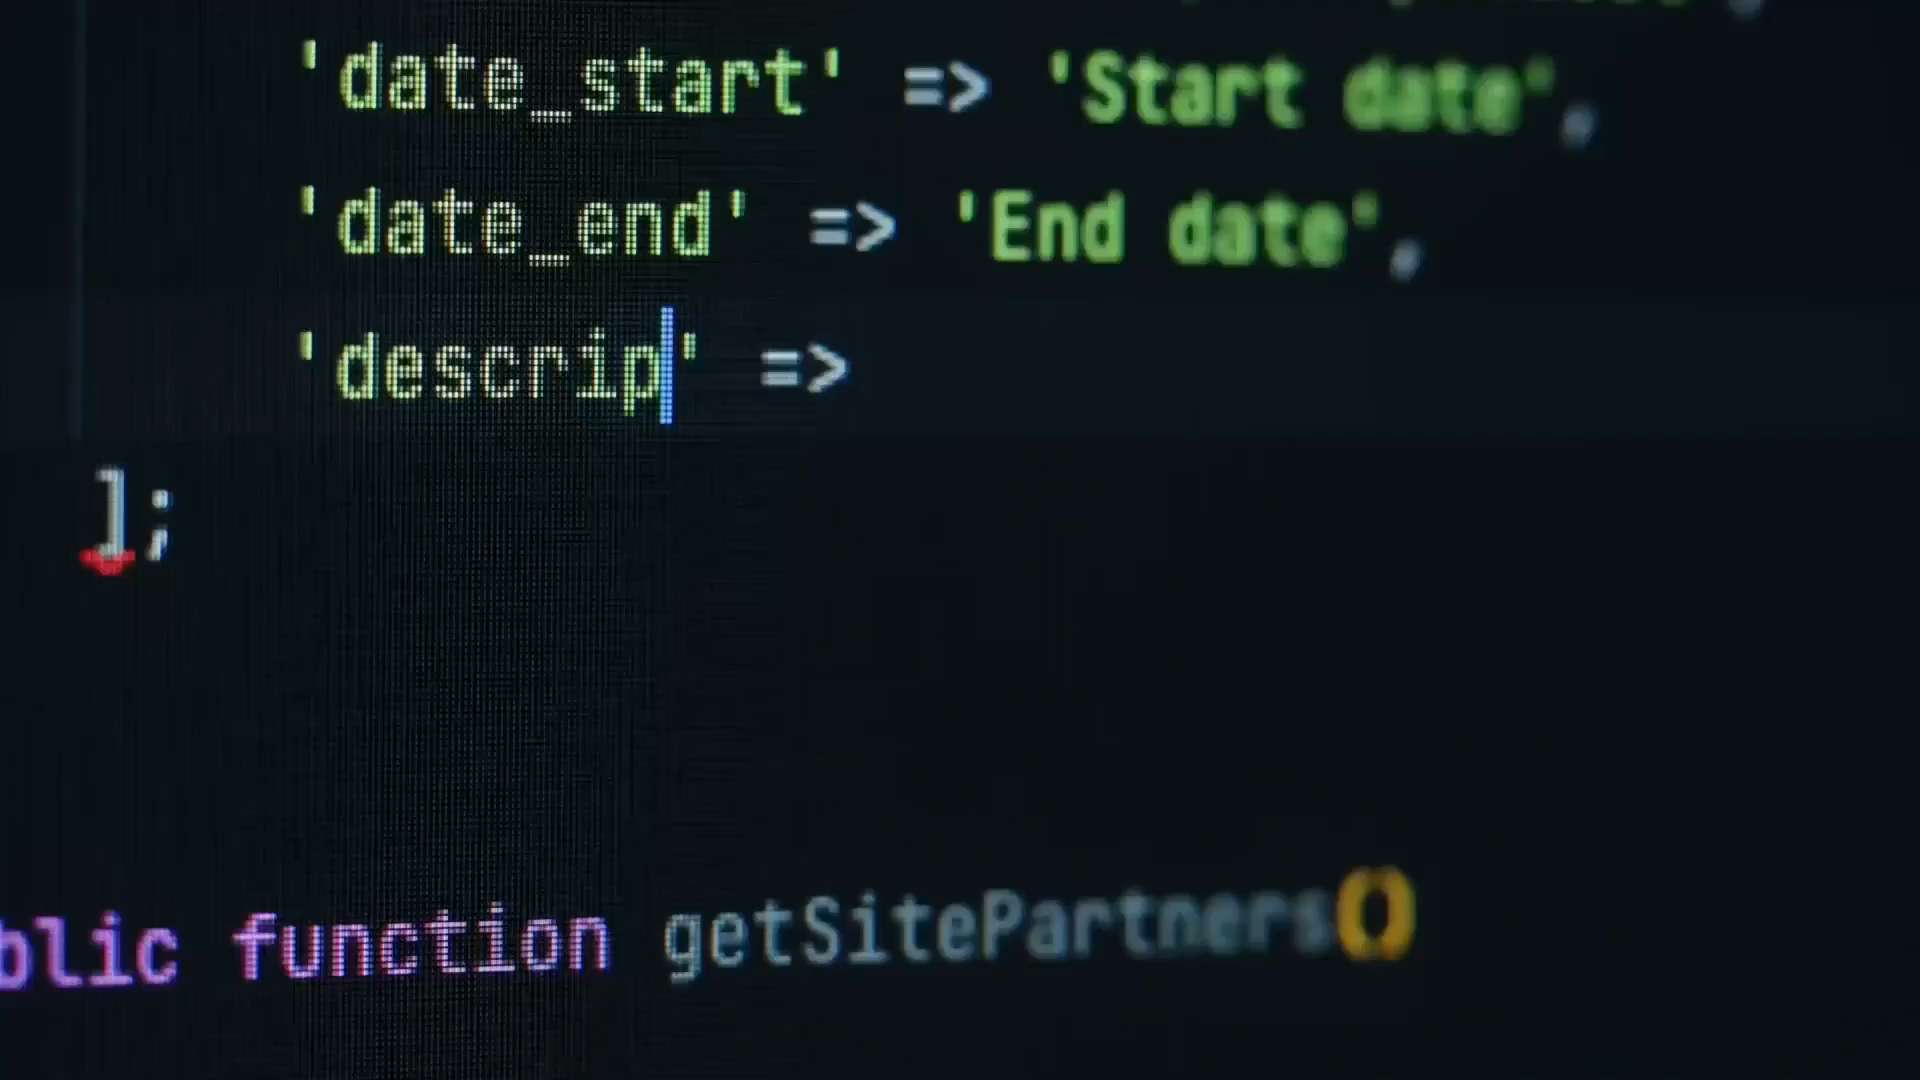 'date_start' => 'Start date',
'date_end' => 'End date',
'descrip' =>
];
blic function getSitePartners()